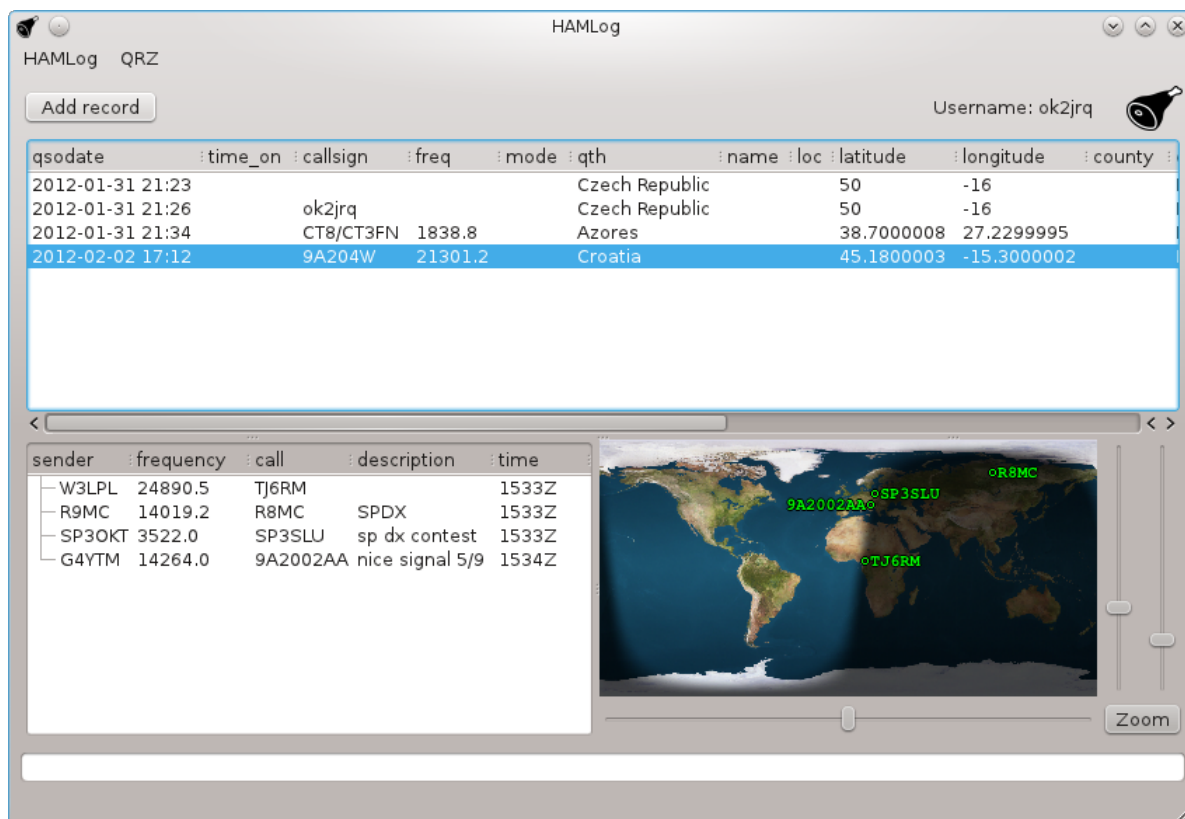 HAMLog
HAMLog QRZ
Add record Username: ok2jrq
qsodate time_on callsign freq mode qth name loc latitude longitude county
2012-01-31 21:23 Czech Republic 50 -16
2012-01-31 21:26 ok2jrq Czech Republic 50 -16
2012-01-31 21:34 CT8/CT3FN 1838.8 Azores 38.7000008 27.2299995
2012-02-02 17:12 9A204W 21301.2 Croatia 45.1800003 -15.3000002
sender frequency call description time
W3LPL 24890.5 TJ6RM 1533Z
R9MC 14019.2 R8MC SPDX 1533Z
SP3OKT 3522.0 SP3SLU sp dx contest 1533Z
G4YTM 14264.0 9A2002AA nice signal 5/9 1534Z
R8MC
SP3SLU
9A2002AA
TJ6RM
Zoom